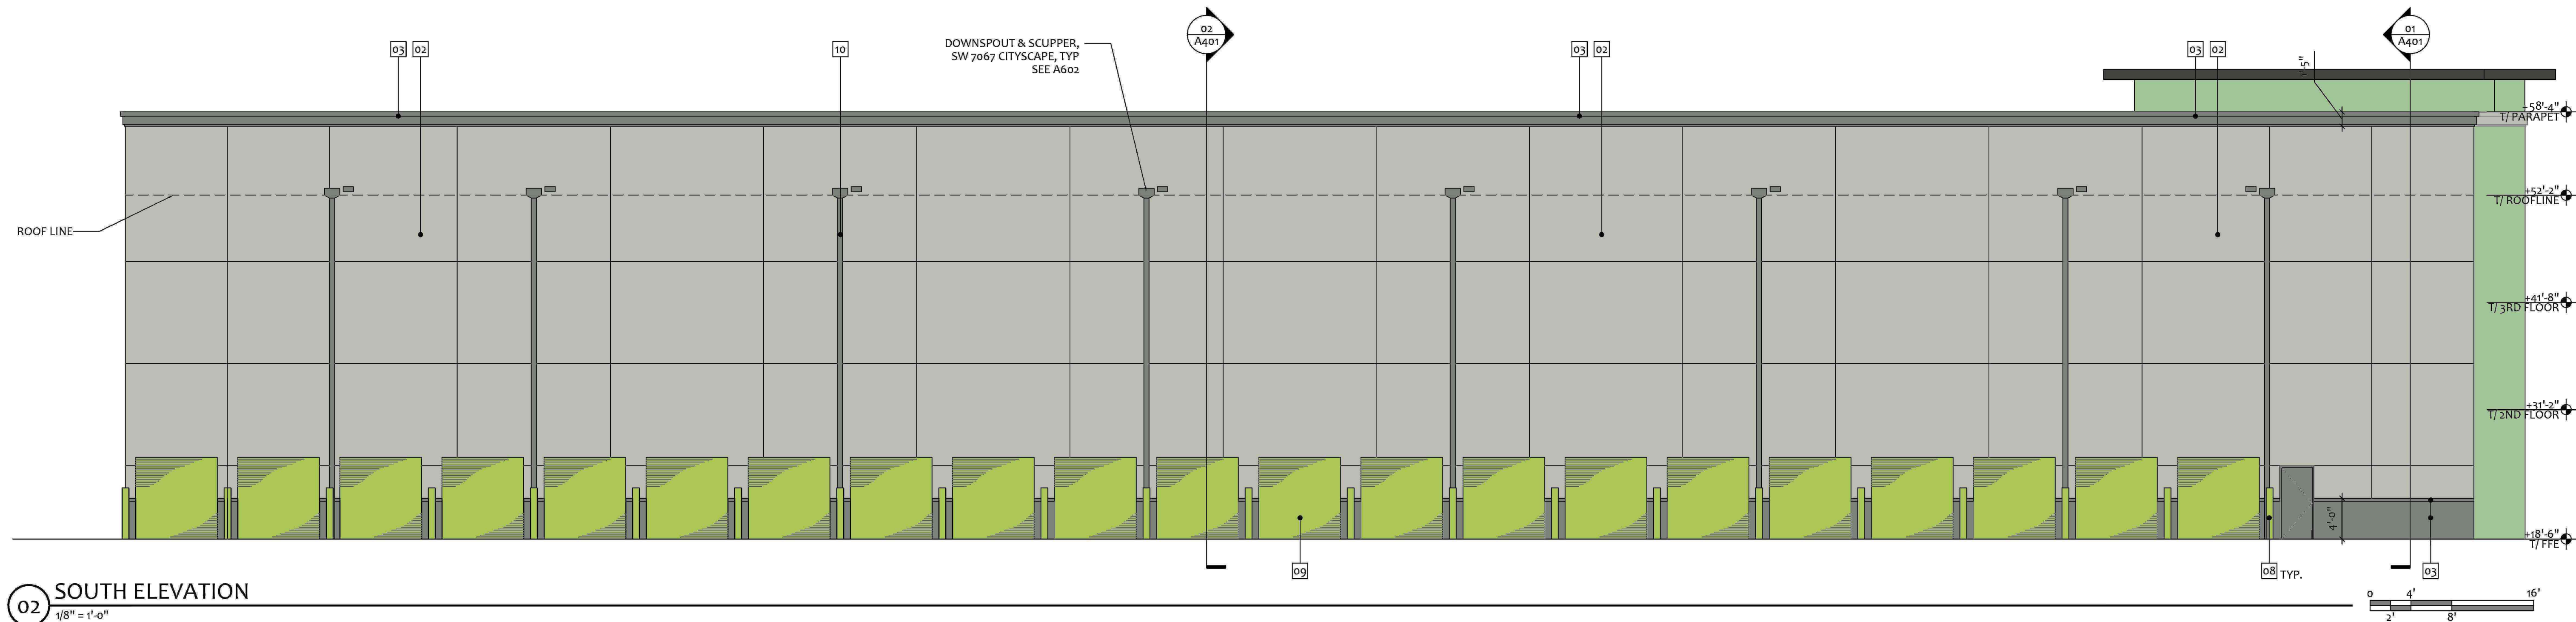 03 02
10
DOWNSPOUT & SCUPPER,
SW 7067 CITYSCAPE, TYP
SEE A602
02
A401
03 02
03 02
01
A401
+58'-4"
T/ PARAPET
+52'-2"
T/ ROOFLINE
ROOF LINE
+41'-8"
T/ 3RD FLOOR
+31'-2"
T/ 2ND FLOOR
4'-0"
+18'-6"
T/ FFE
09
08 TYP.
03
02 SOUTH ELEVATION
1/8" = 1'-0"
0 4' 16'
2' 8'